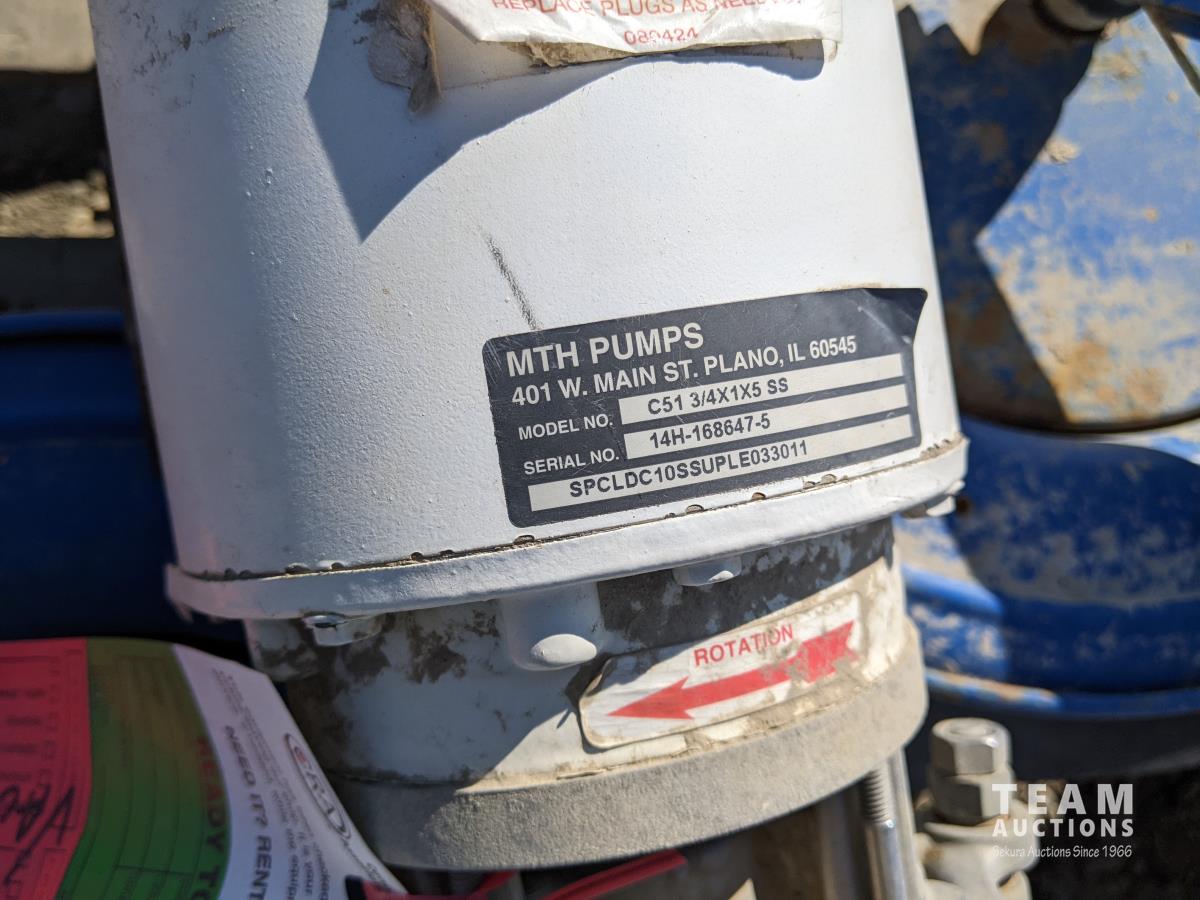 REPLACE PLUGS AS NEEDED.
080424
MTH PUMPS
401 W. MAIN ST. PLANO, IL 60545
MODEL NO. C51 3/4X1X5 SS
SERIAL NO. 14H-168647-5
SPCLDC10SSUPLE033011
ROTATION
READY TO
NEED IT? RENT
TEAM
AUCTIONS
Sekura Auctions Since 1966